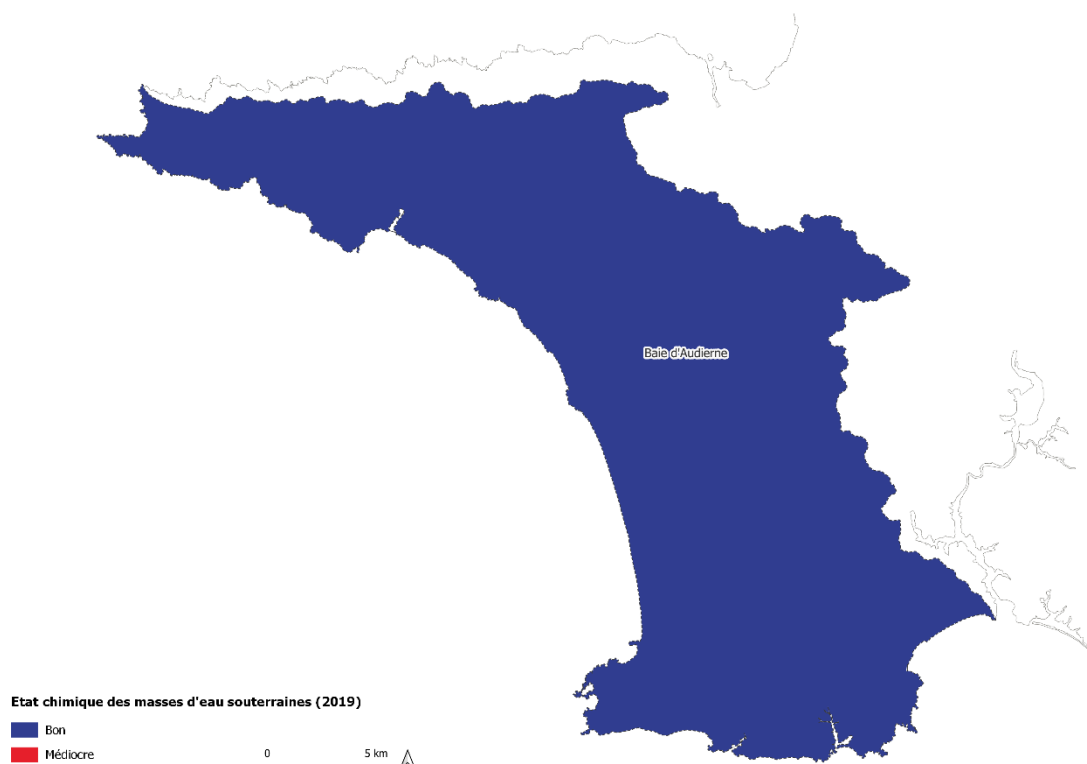 Baie d'Audierne
Etat chimique des masses d'eau souterraines (2019)
Bon
Médiocre
0 5 km